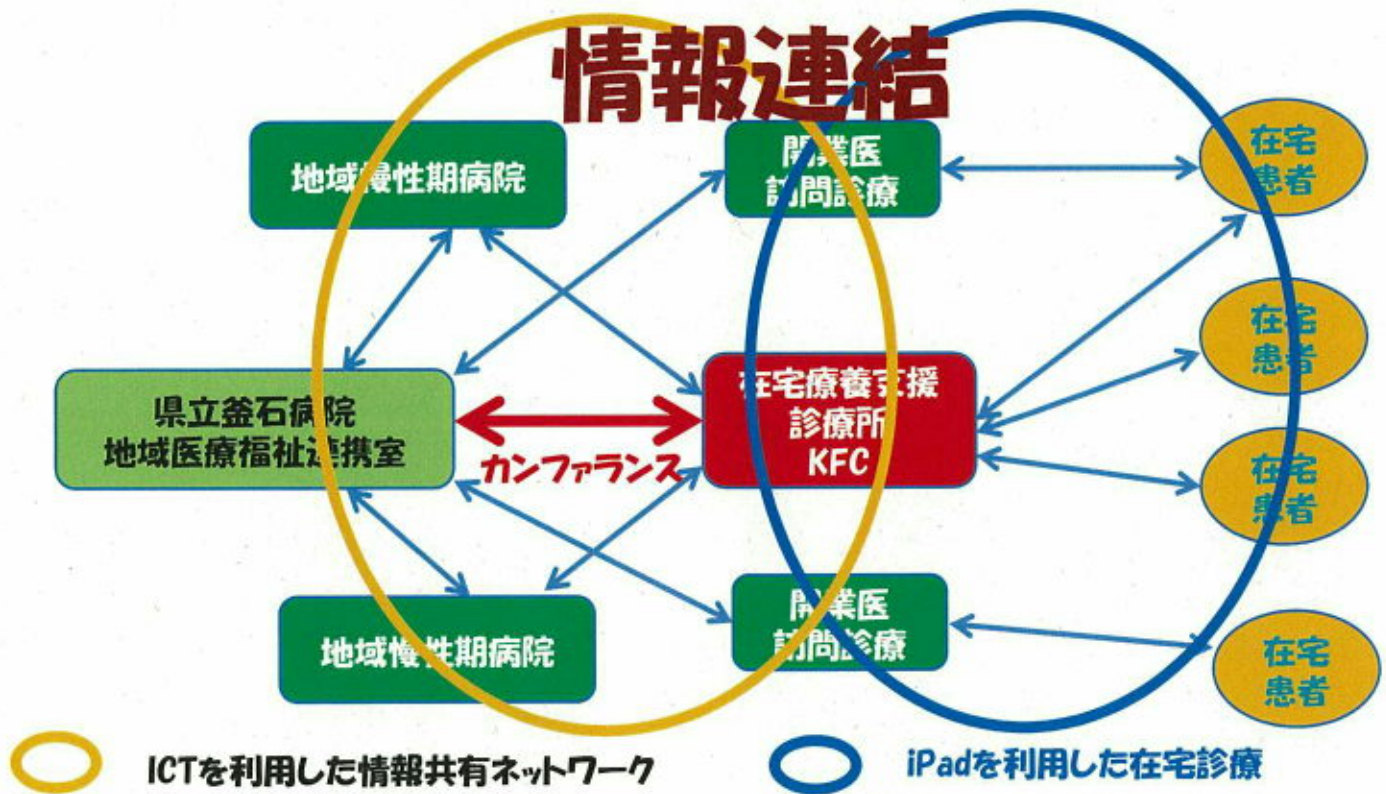 情報連結
地域慢性期病院
開業医
訪問診療
在宅
患者
在宅
患者
県立釜石病院
地域医療福祉連携室
カンファランス
在宅療養支援
診療所
KFC
在宅
患者
地域慢性期病院
開業医
訪問診療
在宅
患者
ICTを利用した情報共有ネットワーク
iPadを利用した在宅診療